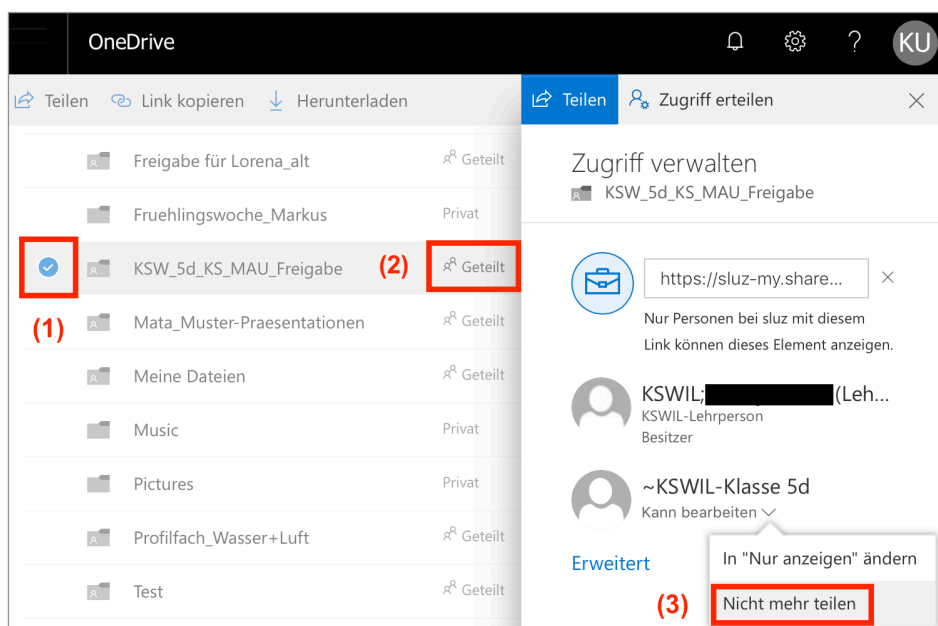 OneDrive
KU
Teilen Link kopieren Herunterladen
Teilen Zugriff erteilen
Freigabe für Lorena_alt Geteilt
Fruehlingswoche_Markus Privat
KSW_5d_KS_MAU_Freigabe (2) Geteilt
(1)
Mata_Muster-Praesentationen Geteilt
Meine Dateien Geteilt
Music Privat
Pictures Privat
Profilfach_Wasser+Luft Geteilt
Test Geteilt
Zugriff verwalten
KSW_5d_KS_MAU_Freigabe
https://sluz-my.share...
Nur Personen bei sluz mit diesem
Link können dieses Element anzeigen.
KSWIL; (Leh...
KSWIL-Lehrperson
Besitzer
~KSWIL-Klasse 5d
Kann bearbeiten
Erweitert
In "Nur anzeigen" ändern
(3) Nicht mehr teilen